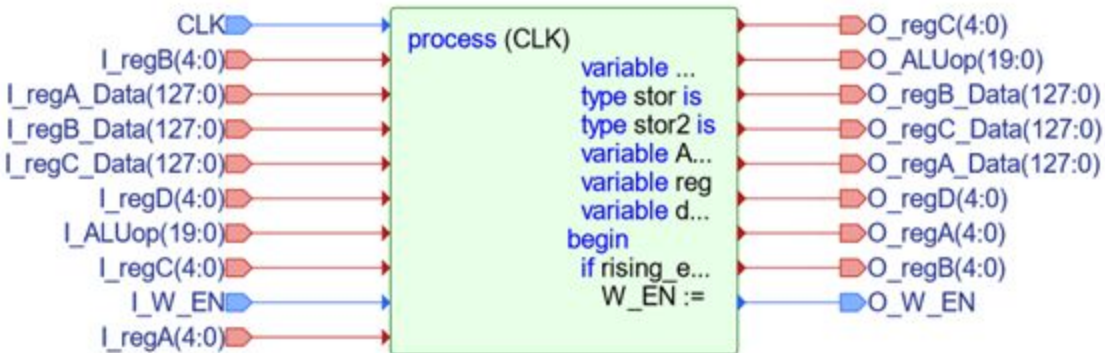 CLK
I_regB(4:0)
I_regA_Data(127:0)
I_regB_Data(127:0)
I_regC_Data(127:0)
I_regD(4:0)
I_ALUop(19:0)
I_regC(4:0)
I_W_EN
I_regA(4:0)
process (CLK)
variable ...
type stor is
type stor2 is
variable A...
variable reg
variable d...
begin
if rising_e...
W_EN :=
O_regC(4:0)
O_ALUop(19:0)
O_regB_Data(127:0)
O_regC_Data(127:0)
O_regA_Data(127:0)
O_regD(4:0)
O_regA(4:0)
O_regB(4:0)
O_W_EN